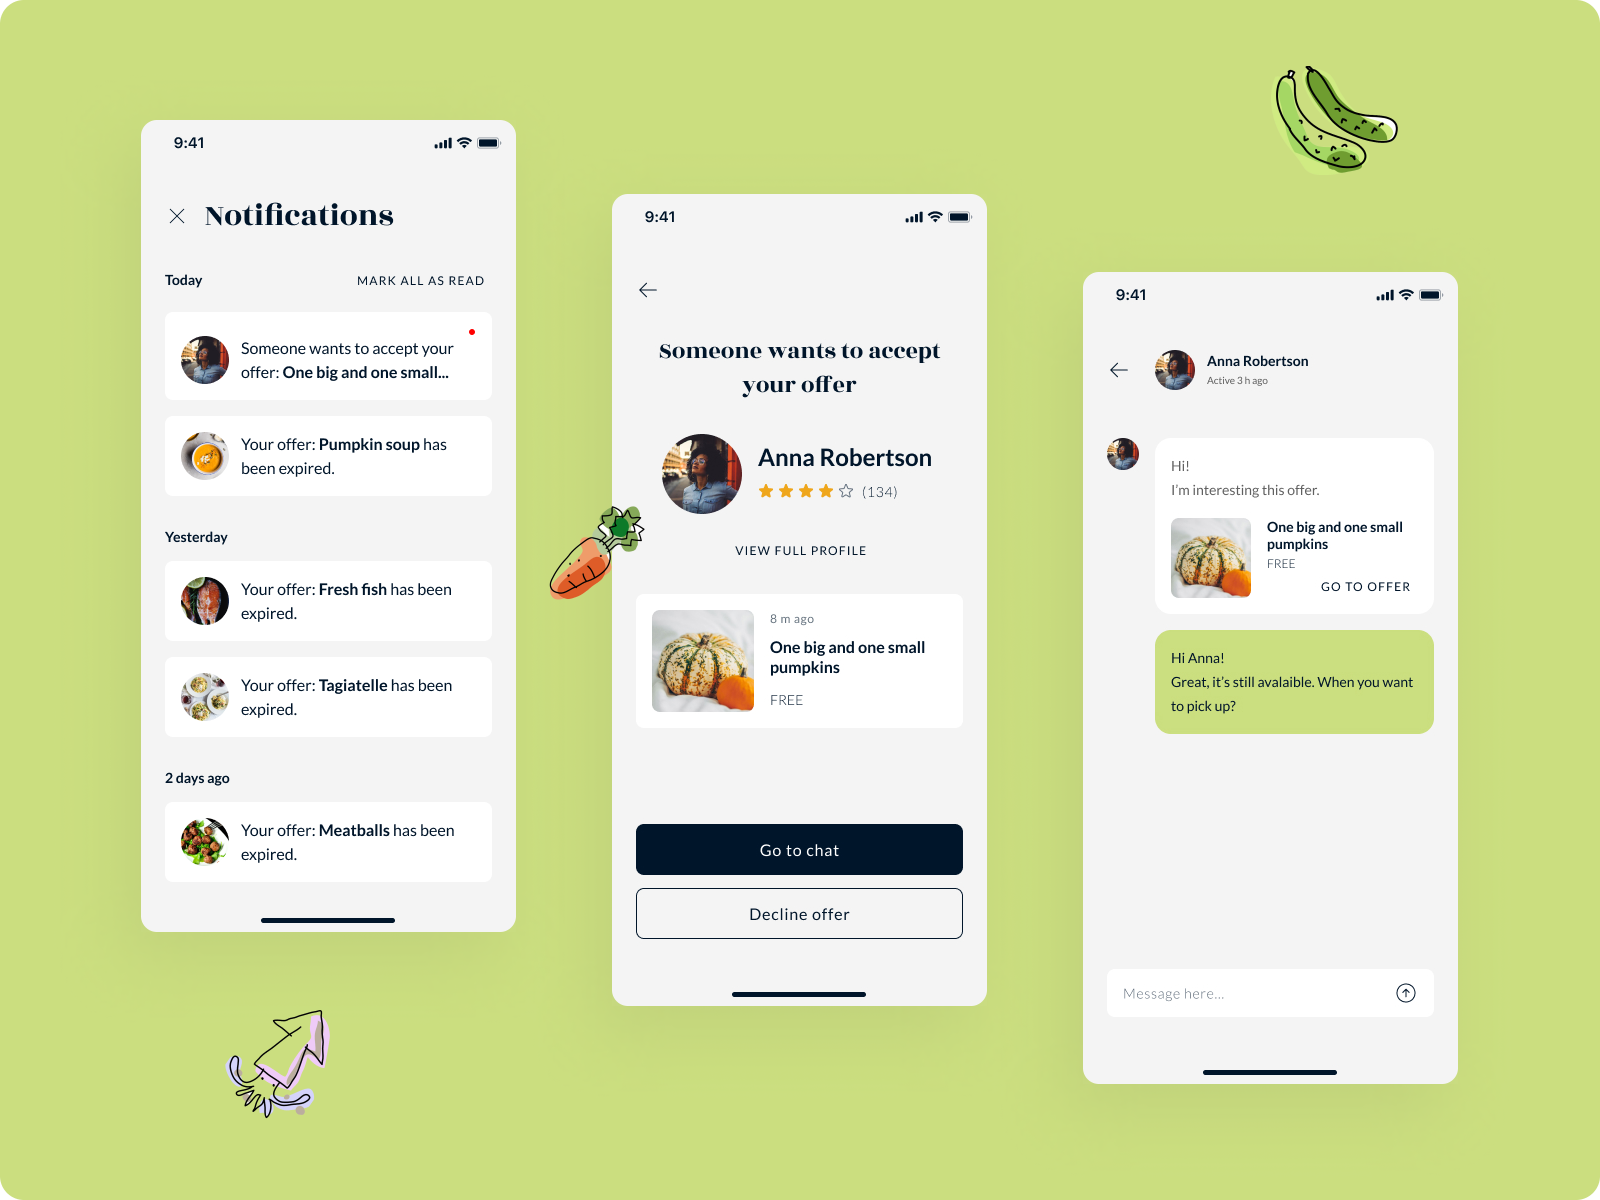 9:41
Notifications
Today
MARK ALL AS READ
Someone wants to accept your
offer: One big and one small...
Your offer: Pumpkin soup has
been expired.
Yesterday
Your offer: Fresh fish has been
expired.
Your offer: Tagiatelle has been
expired.
2 days ago
Your offer: Meatballs has been
expired.
9:41
Someone wants to accept
your offer
Anna Robertson
(134)
VIEW FULL PROFILE
8 m ago
One big and one small
pumpkins
FREE
Go to chat
Decline offer
9:41
Anna Robertson
Active 3 h ago
Hi!
I'm interesting this offer.
One big and one small
pumpkins
FREE
GO TO OFFER
Hi Anna!
Great, it's still avalaible. When you want
to pick up?
Message here...